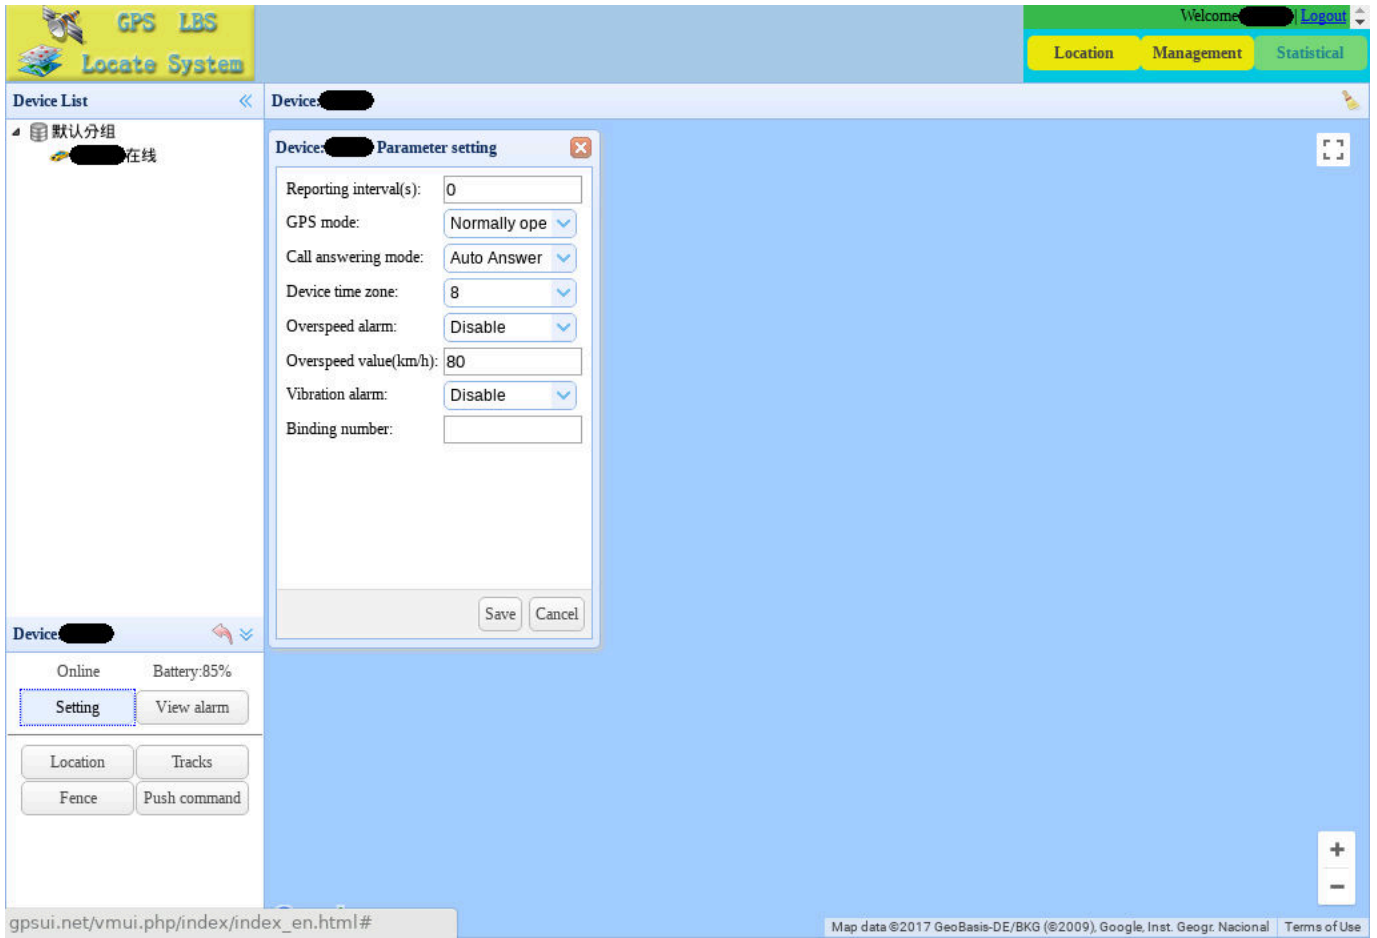 GPS LBS
Locate System
Welcome | Logout
Location Management Statistical
Device List
Device:
默认分组
在线
Device: Parameter setting
Reporting interval(s): 0
GPS mode: Normally ope
Call answering mode: Auto Answer
Device time zone: 8
Overspeed alarm: Disable
Overspeed value(km/h): 80
Vibration alarm: Disable
Binding number:
Save Cancel
Device:
Online Battery:85%
Setting View alarm
Location Tracks
Fence Push command
gpsui.net/vmui.php/index/index_en.html#
Map data ©2017 GeoBasis-DE/BKG (©2009), Google, Inst. Geogr. Nacional Terms of Use